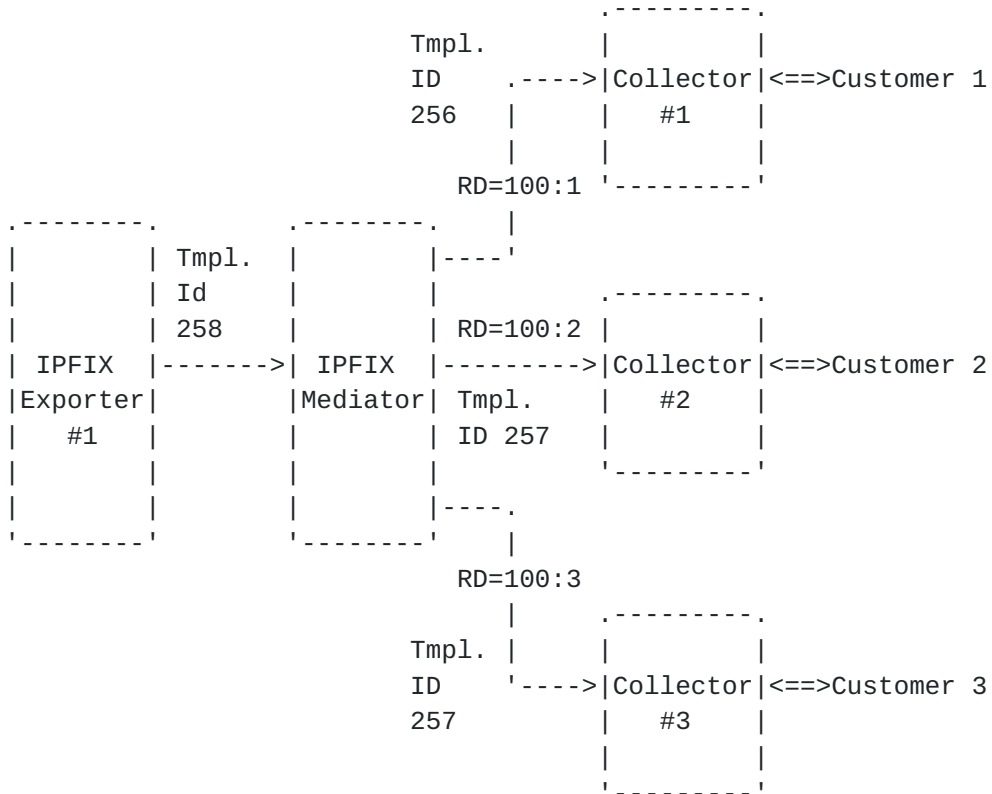 Tmpl.
ID .---->|Collector|<==>Customer 1
256 | | #1 |
RD=100:1
Tmpl.
Id
258 RD=100:2
IPFIX |------->| IPFIX |--------->|Collector|<==>Customer 2
|Exporter| |Mediator| Tmpl. | #2 |
#1 ID 257
RD=100:3
Tmpl.
ID '---->|Collector|<==>Customer 3
257 | #3 |